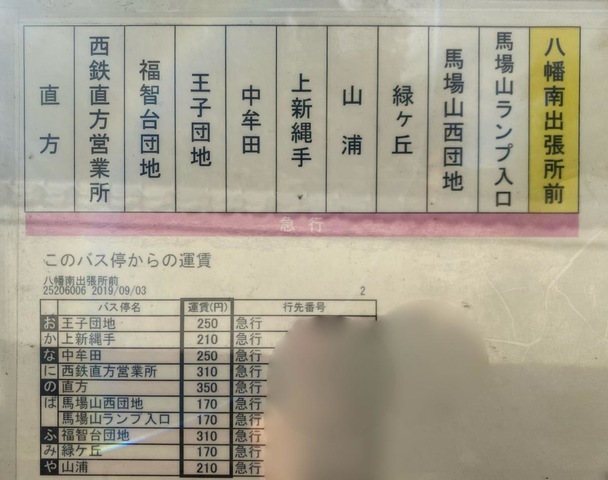 八幡南出張所前
馬場山ランプ入口
馬場山西団地
緑ヶ丘
山浦
上新縄手
中牟田
王子団地
福智台団地
西鉄直方営業所
直方
急行
このバス停からの運賃
八幡南出張所前
25206006 2019/09/03 2
バス停名 運賃(円) 行先番号
お 王子団地 250 急行
か 上新縄手 210 急行
な 中牟田 250 急行
に 西鉄直方営業所 310 急行
の 直方 350 急行
ば 馬場山西団地 170 急行
馬場山ランプ入口 170 急行
ふ 福智台団地 310 急行
み 緑ケ丘 170 急行
や 山浦 210 急行